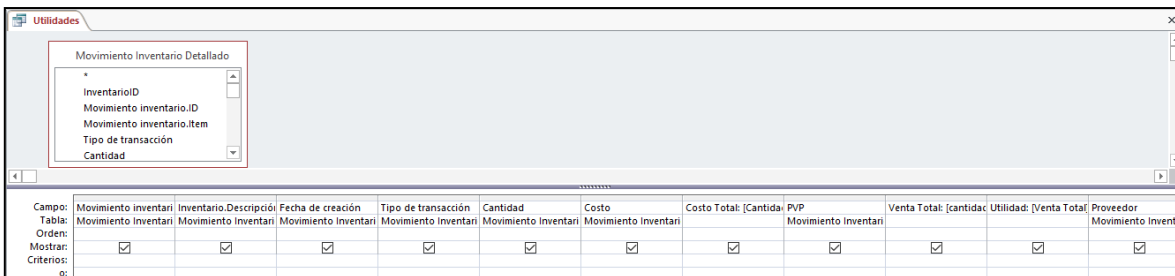 Utilidades
Movimiento Inventario Detallado
*
InventarioID
Movimiento inventario.ID
Movimiento inventario.Item
Tipo de transacción
Cantidad
Campo: Movimiento inventari Inventario.Descripció Fecha de creación Tipo de transacción Cantidad Costo Costo Total: [Cantida PVP Venta Total: [cantidad Utilidad: [Venta Total] Proveedor
Tabla: Movimiento Inventari Movimiento Inventari Movimiento Inventari Movimiento Inventari Movimiento Inventari Movimiento Inventari Movimiento Inventari Movimiento Invent
Orden:
Mostrar:
Criterios:
o: